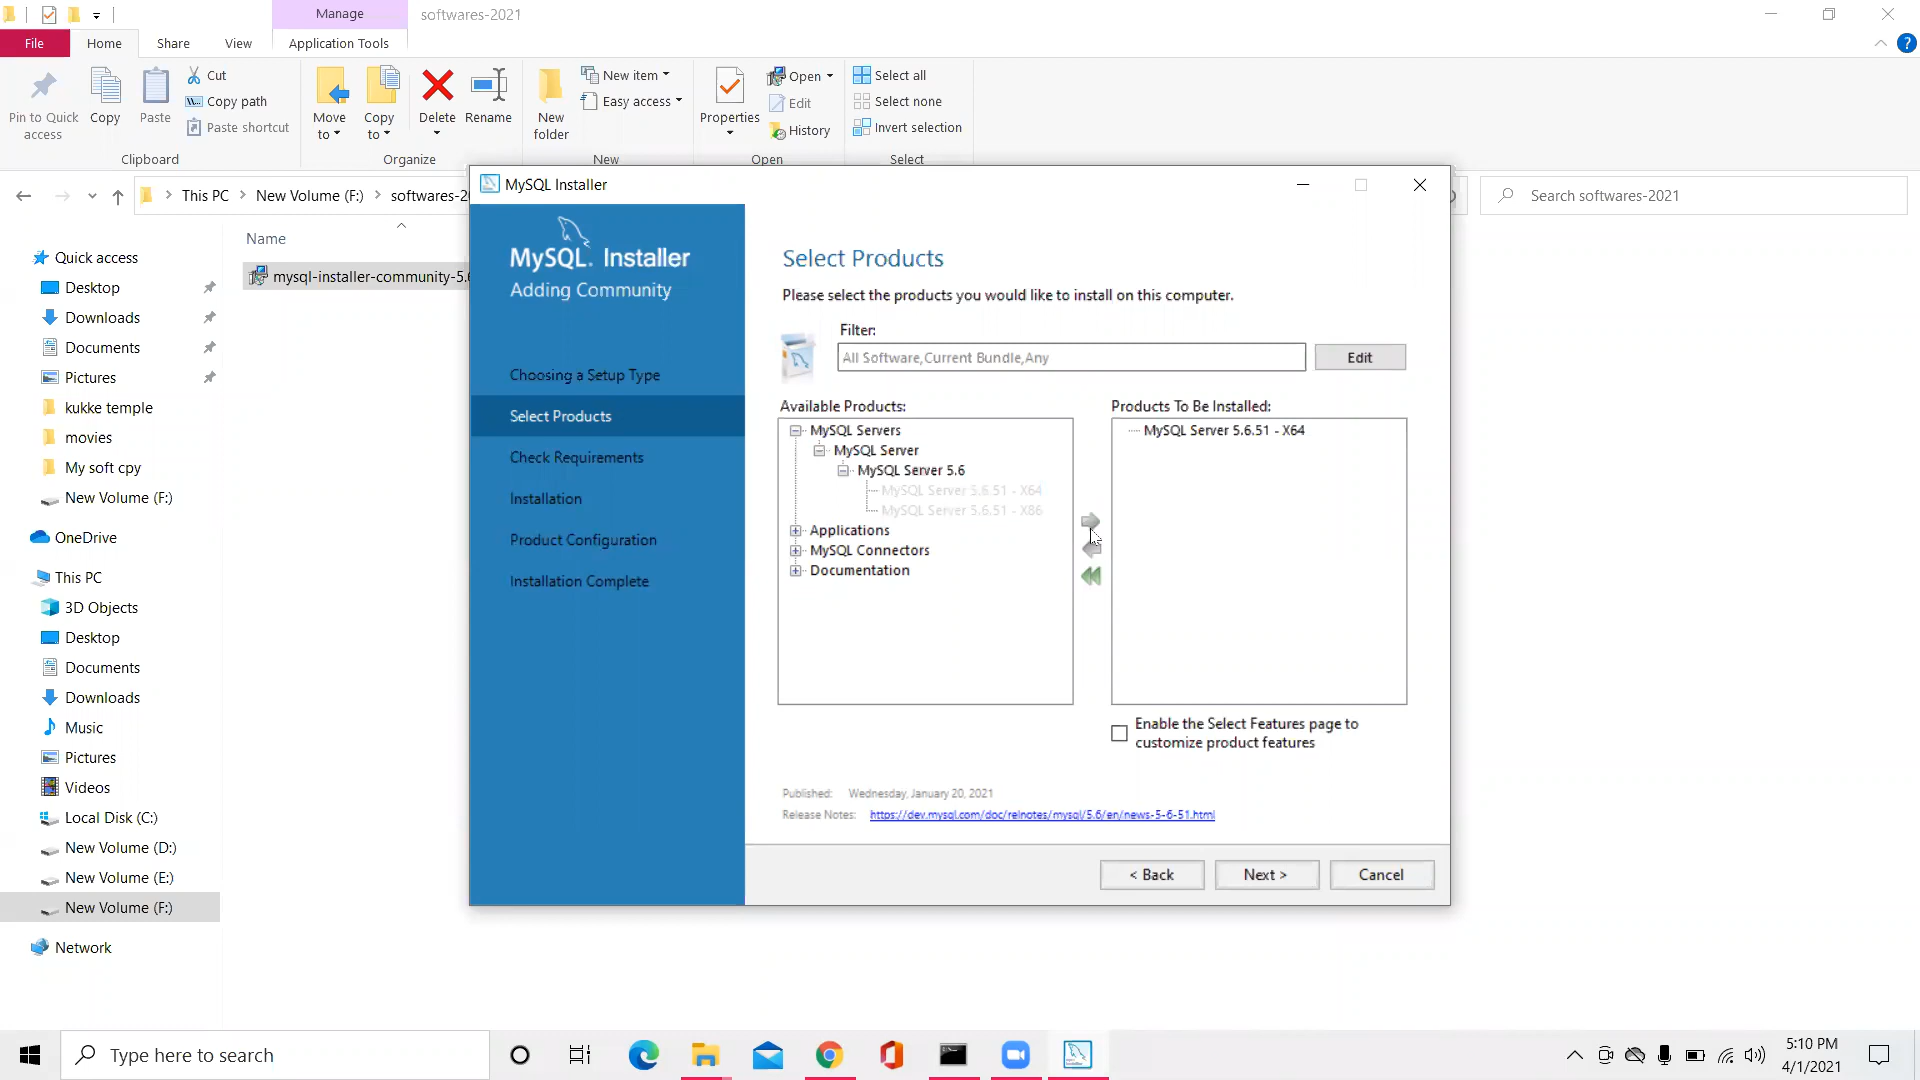 Manage
softwares-2021
File
Home
Share
View
Application Tools
Pin to Quick
access
Copy
Paste
Cut
Copy path
Paste shortcut
Clipboard
Move
to
Copy
to
Delete
Rename
Organize
New
folder
New item
Easy access
New
Properties
Open
Edit
History
Open
Select all
Select none
Invert selection
Select
This PC
New Volume (F:)
softwares-20
Search softwares-2021
Name
mysql-installer-community-5.6
Quick access
Desktop
Downloads
Documents
Pictures
kukke temple
movies
My soft cpy
New Volume (F:)
OneDrive
This PC
3D Objects
Desktop
Documents
Downloads
Music
Pictures
Videos
Local Disk (C:)
New Volume (D:)
New Volume (E:)
New Volume (F:)
Network
MySQL Installer
MySQL. Installer
Adding Community
Choosing a Setup Type
Select Products
Check Requirements
Installation
Product Configuration
Installation Complete
Select Products
Please select the products you would like to install on this computer.
Filter:
All Software,Current Bundle,Any
Edit
Available Products:
MySQL Servers
MySQL Server
MySQL Server 5.6
MySQL Server 5.6.51 - X64
MySQL Server 5.6.51 - X86
Applications
MySQL Connectors
Documentation
Products To Be Installed:
MySQL Server 5.6.51 - X64
Enable the Select Features page to
customize product features
Published: Wednesday, January 20, 2021
Release Notes: https://dev.mysql.com/doc/relnotes/mysql/5.6/en/news-5-6-51.html
< Back
Next >
Cancel
Type here to search
5:10 PM
4/1/2021